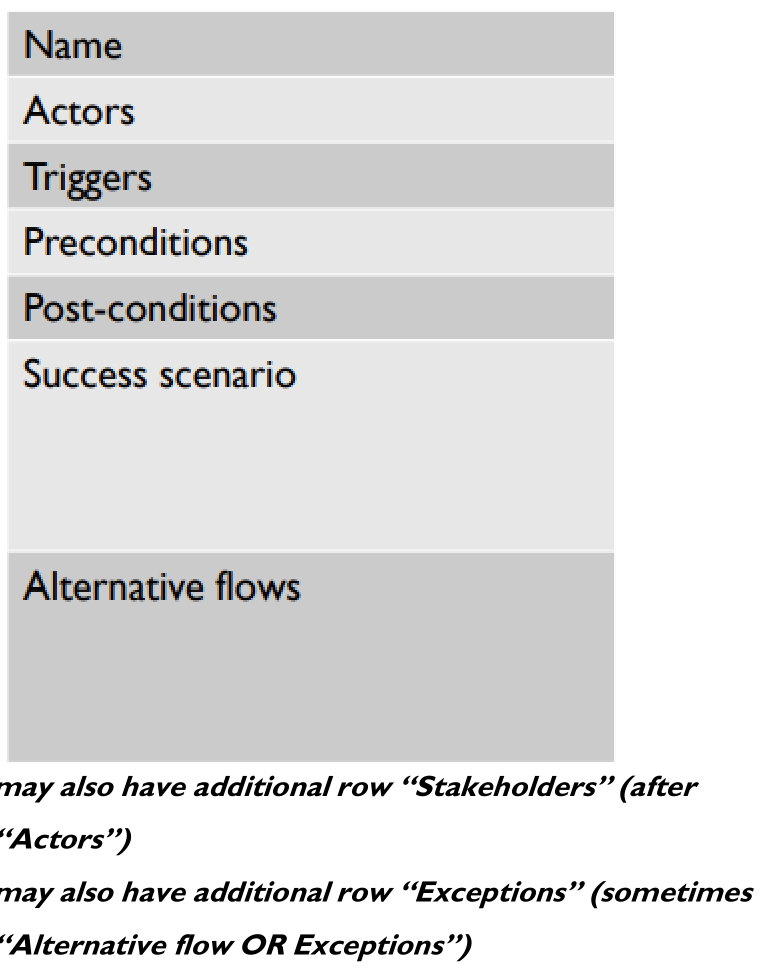 Name
Actors
Triggers
Preconditions
Post-conditions
Success scenario
Alternative flows
may also have additional row “Stakeholders” (after
“Actors”)
may also have additional row “Exceptions” (sometimes
“Alternative flow OR Exceptions”)